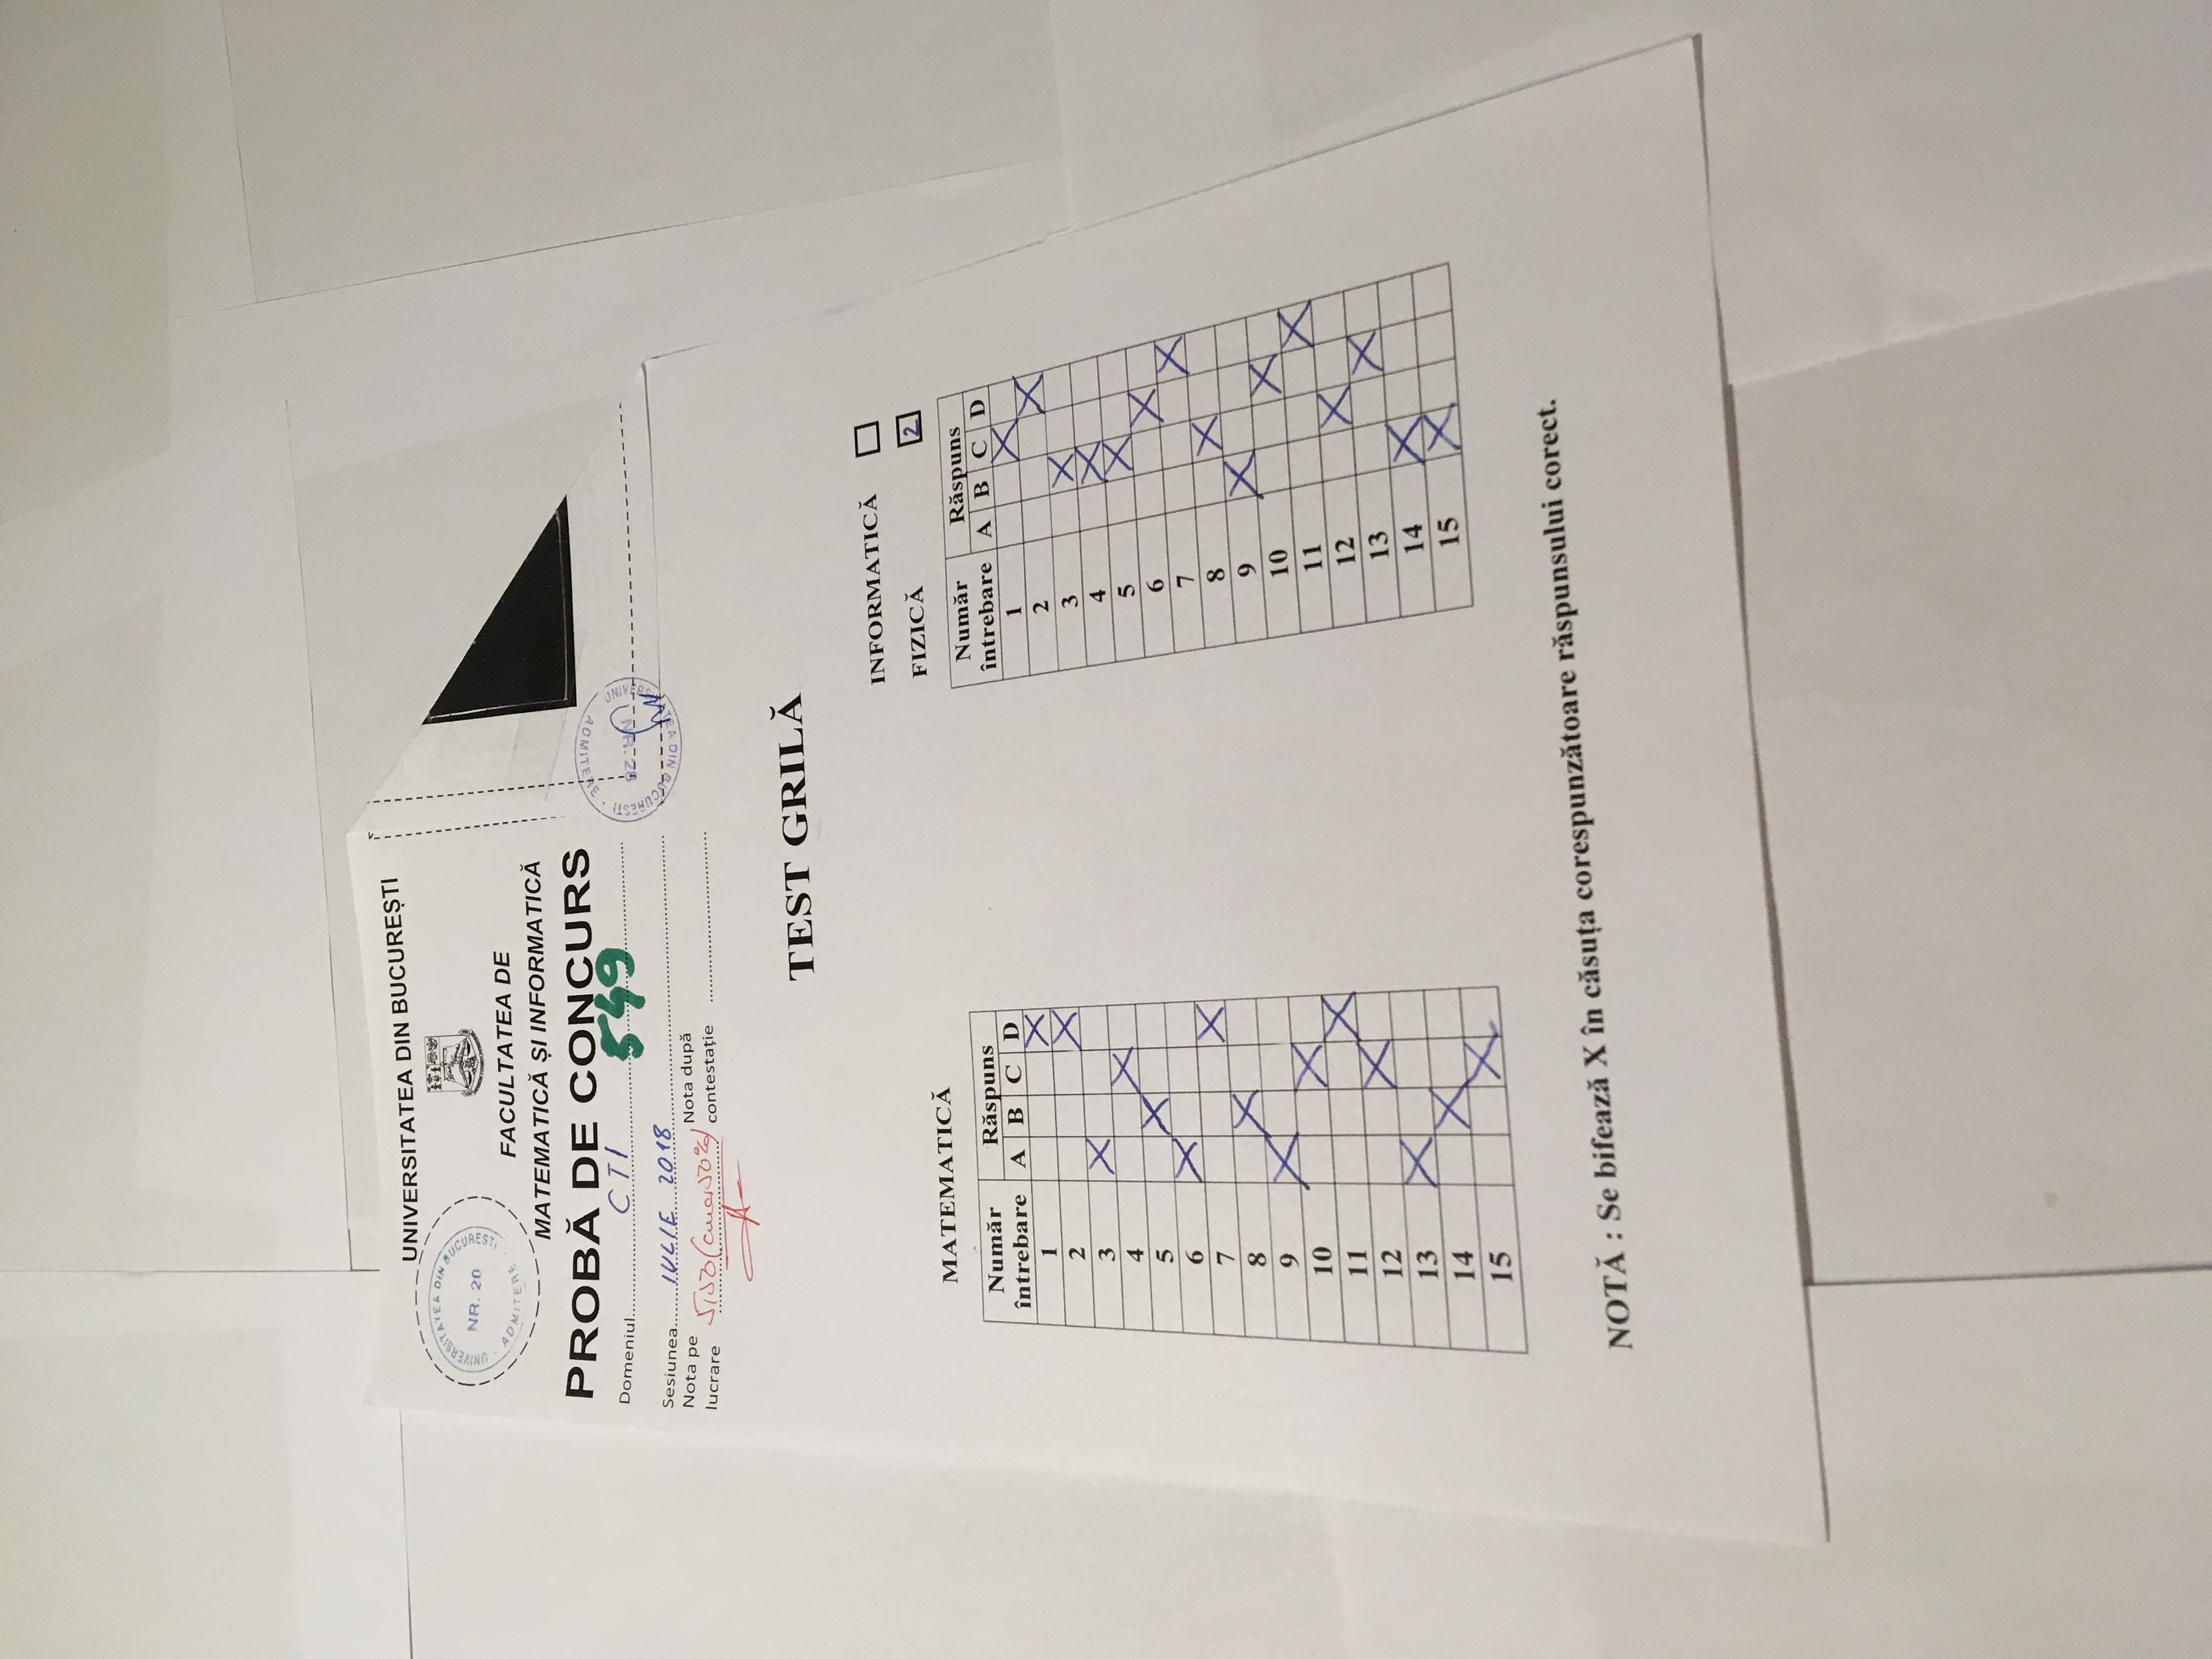 UNIVERSITATEA DIN BUCUREȘTI
UNIVERSITATEA DIN BUCUREȘTI
NR. 20
ADMITERE
FACULTATEA DE
MATEMATICĂ ȘI INFORMATICĂ
PROBĂ DE CONCURS
Domeniul CTI 549
Sesiunea IULIE 2018
Nota pe lucrare 5,50 (cinci 50%)
Nota după contestație
UNIVERSITATEA DIN BUCUREȘTI
ADMITERE
TEST GRILĂ
INFORMATICĂ
FIZICĂ 2
MATEMATICĂ
Număr întrebare Răspuns
A B C D
1 X
2 X
3 X
4 X
5 X
6 X
7 X
8 X
9 X
10 X
11 X
12 X
13 X
14 X
15 X
Număr întrebare Răspuns
A B C D
1 X
2 X
3 X
4 X
5 X
6 X
7 X
8 X
9 X
10 X
11 X
12 X
13 X
14 X
15 X
NOTĂ : Se bifează X în căsuța corespunzătoare răspunsului corect.